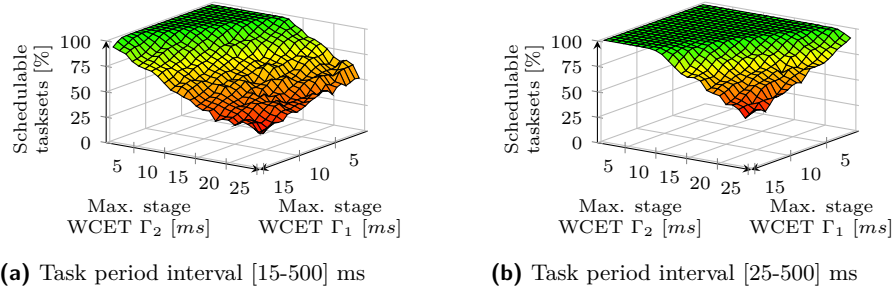 100
75
50
25
0
Schedulable
tasksets [%]
5
10
15
20
25
15
10
5
Max. stage
WCET Γ₂ [ms]
Max. stage
WCET Γ₁ [ms]
(a) Task period interval [15-500] ms
100
75
50
25
0
Schedulable
tasksets [%]
5
10
15
20
25
15
10
5
Max. stage
WCET Γ₂ [ms]
Max. stage
WCET Γ₁ [ms]
(b) Task period interval [25-500] ms